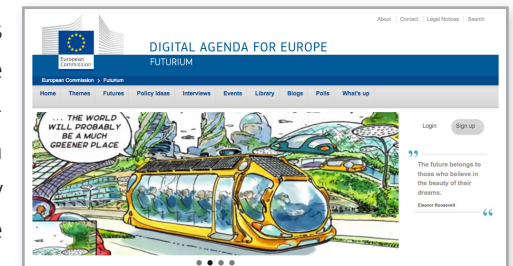 About | Contact | Legal Notices | Search
European
Commission
DIGITAL AGENDA FOR EUROPE
FUTURIUM
European Commission > Futurium
Home Themes Futures Policy Ideas Interviews Events Library Blogs Polls What's up
... THE WORLD
WILL PROBABLY
BE A MUCH
GREENER PLACE
Login Sign up
”
The future belongs to
those who believe in
the beauty of their
dreams.
Eleanor Roosevelt
“